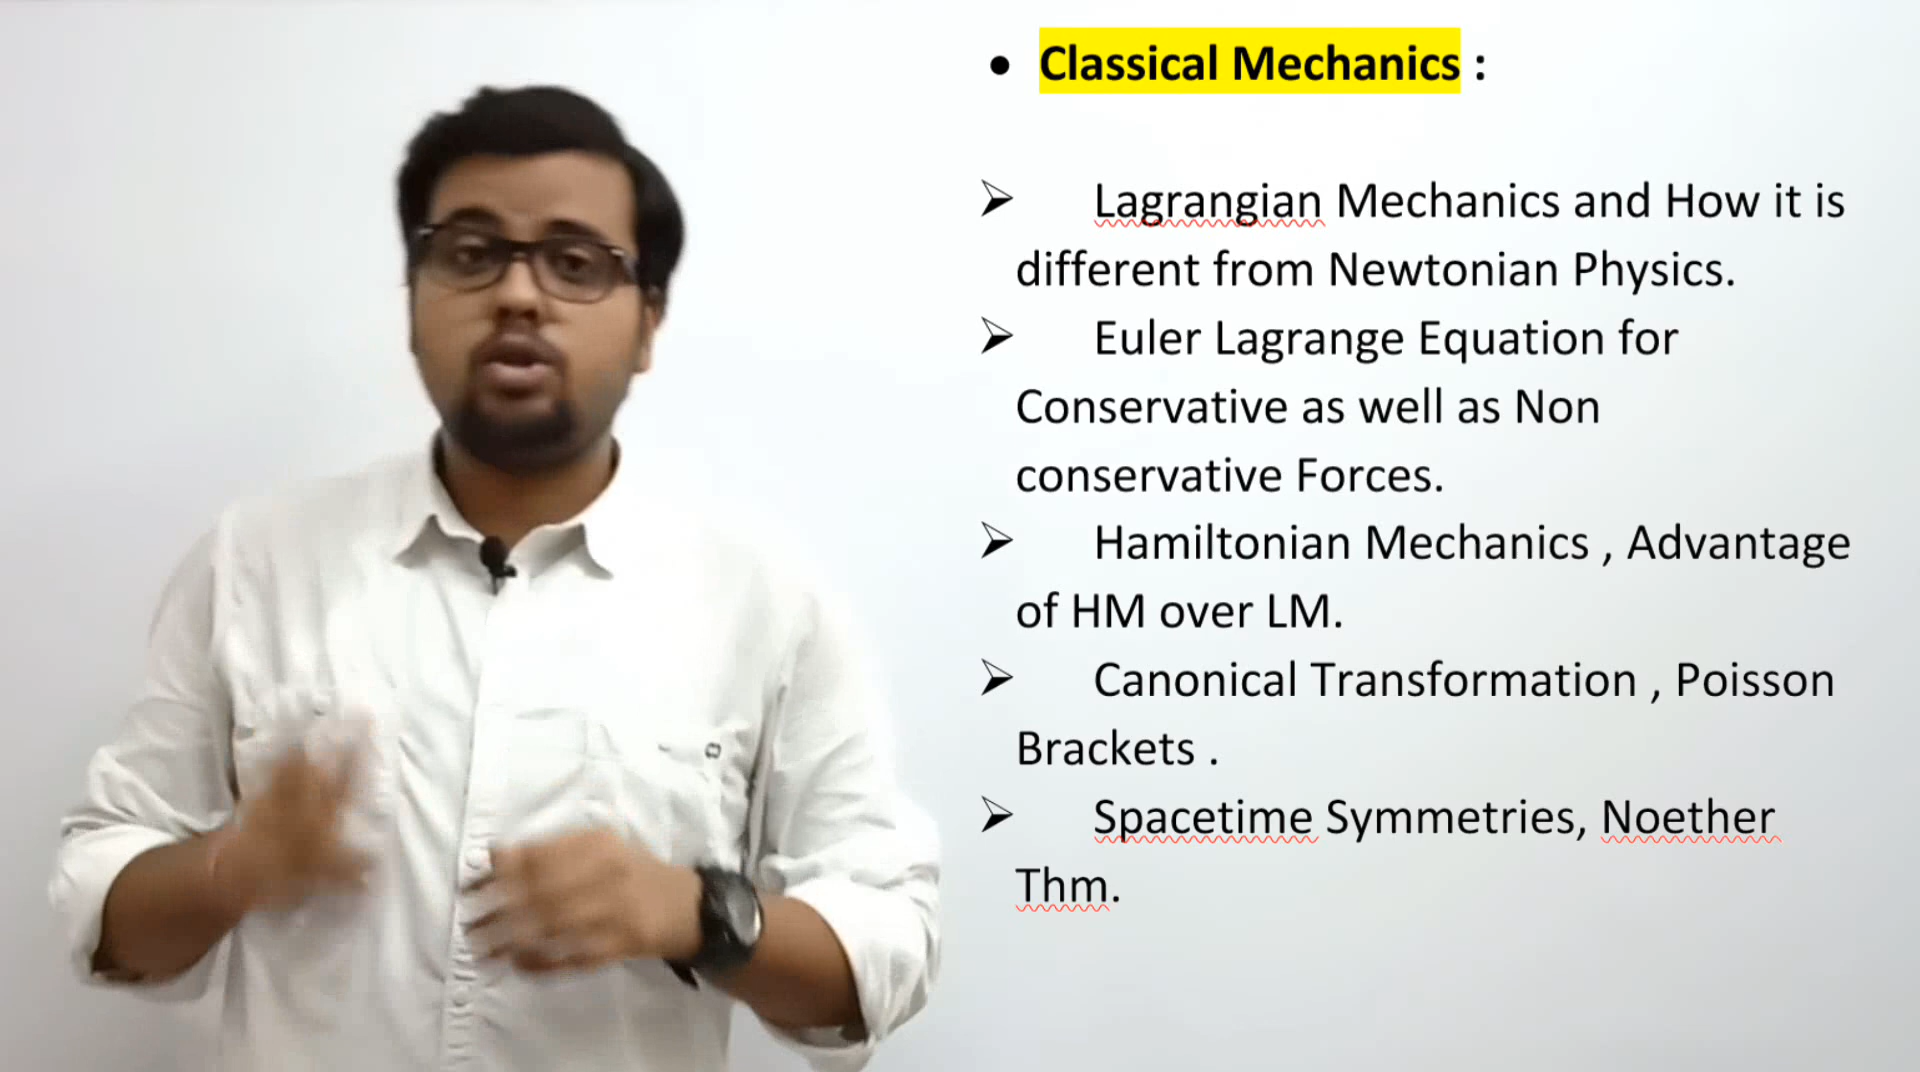 • Classical Mechanics :
➢ Lagrangian Mechanics and How it is
different from Newtonian Physics.
➢ Euler Lagrange Equation for
Conservative as well as Non
conservative Forces.
➢ Hamiltonian Mechanics , Advantage
of HM over LM.
➢ Canonical Transformation , Poisson
Brackets .
➢ Spacetime Symmetries, Noether
Thm.